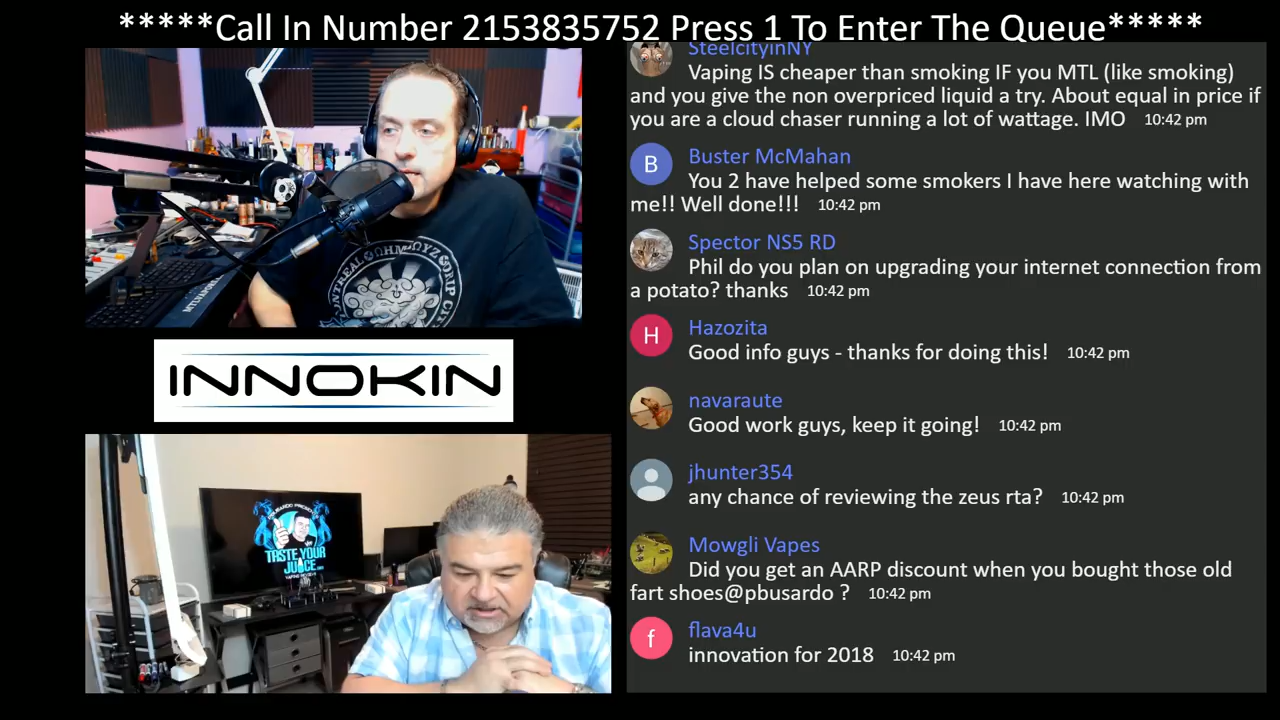 *****Call In Number 2153835752 Press 1 To Enter The Queue*****
SteelcityinNY
Vaping IS cheaper than smoking IF you MTL (like smoking)
and you give the non overpriced liquid a try. About equal in price if
you are a cloud chaser running a lot of wattage. IMO 10:42 pm
B
Buster McMahan
You 2 have helped some smokers I have here watching with
me!! Well done!!! 10:42 pm
Spector NS5 RD
Phil do you plan on upgrading your internet connection from
a potato? thanks 10:42 pm
H
Hazozita
Good info guys - thanks for doing this! 10:42 pm
navaraute
Good work guys, keep it going! 10:42 pm
jhunter354
any chance of reviewing the zeus rta? 10:42 pm
Mowgli Vapes
Did you get an AARP discount when you bought those old
fart shoes@pbusardo ? 10:42 pm
f
flava4u
innovation for 2018 10:42 pm
INNOKIN
TASTE YOUR
JUICE